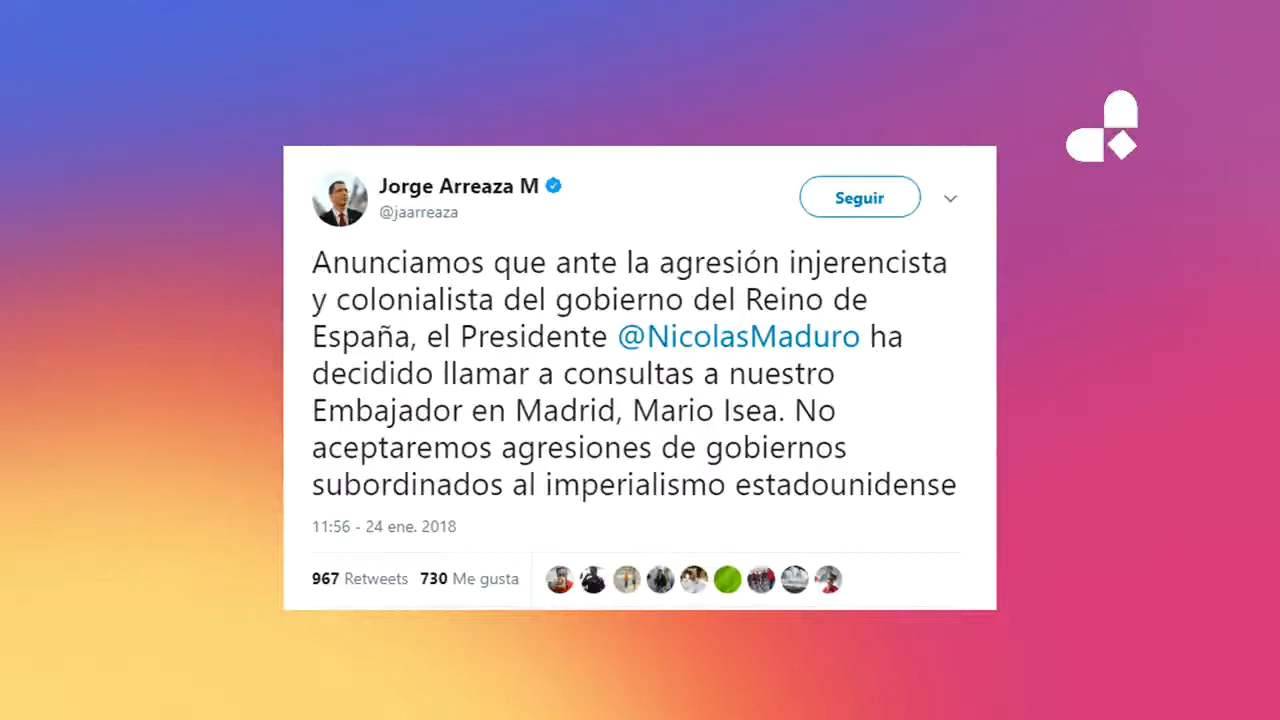 Jorge Arreaza M
@jaarreaza
Seguir
Anunciamos que ante la agresión injerencista
y colonialista del gobierno del Reino de
España, el Presidente @NicolasMaduro ha
decidido llamar a consultas a nuestro
Embajador en Madrid, Mario Isea. No
aceptaremos agresiones de gobiernos
subordinados al imperialismo estadounidense
11:56 - 24 ene. 2018
967 Retweets 730 Me gusta